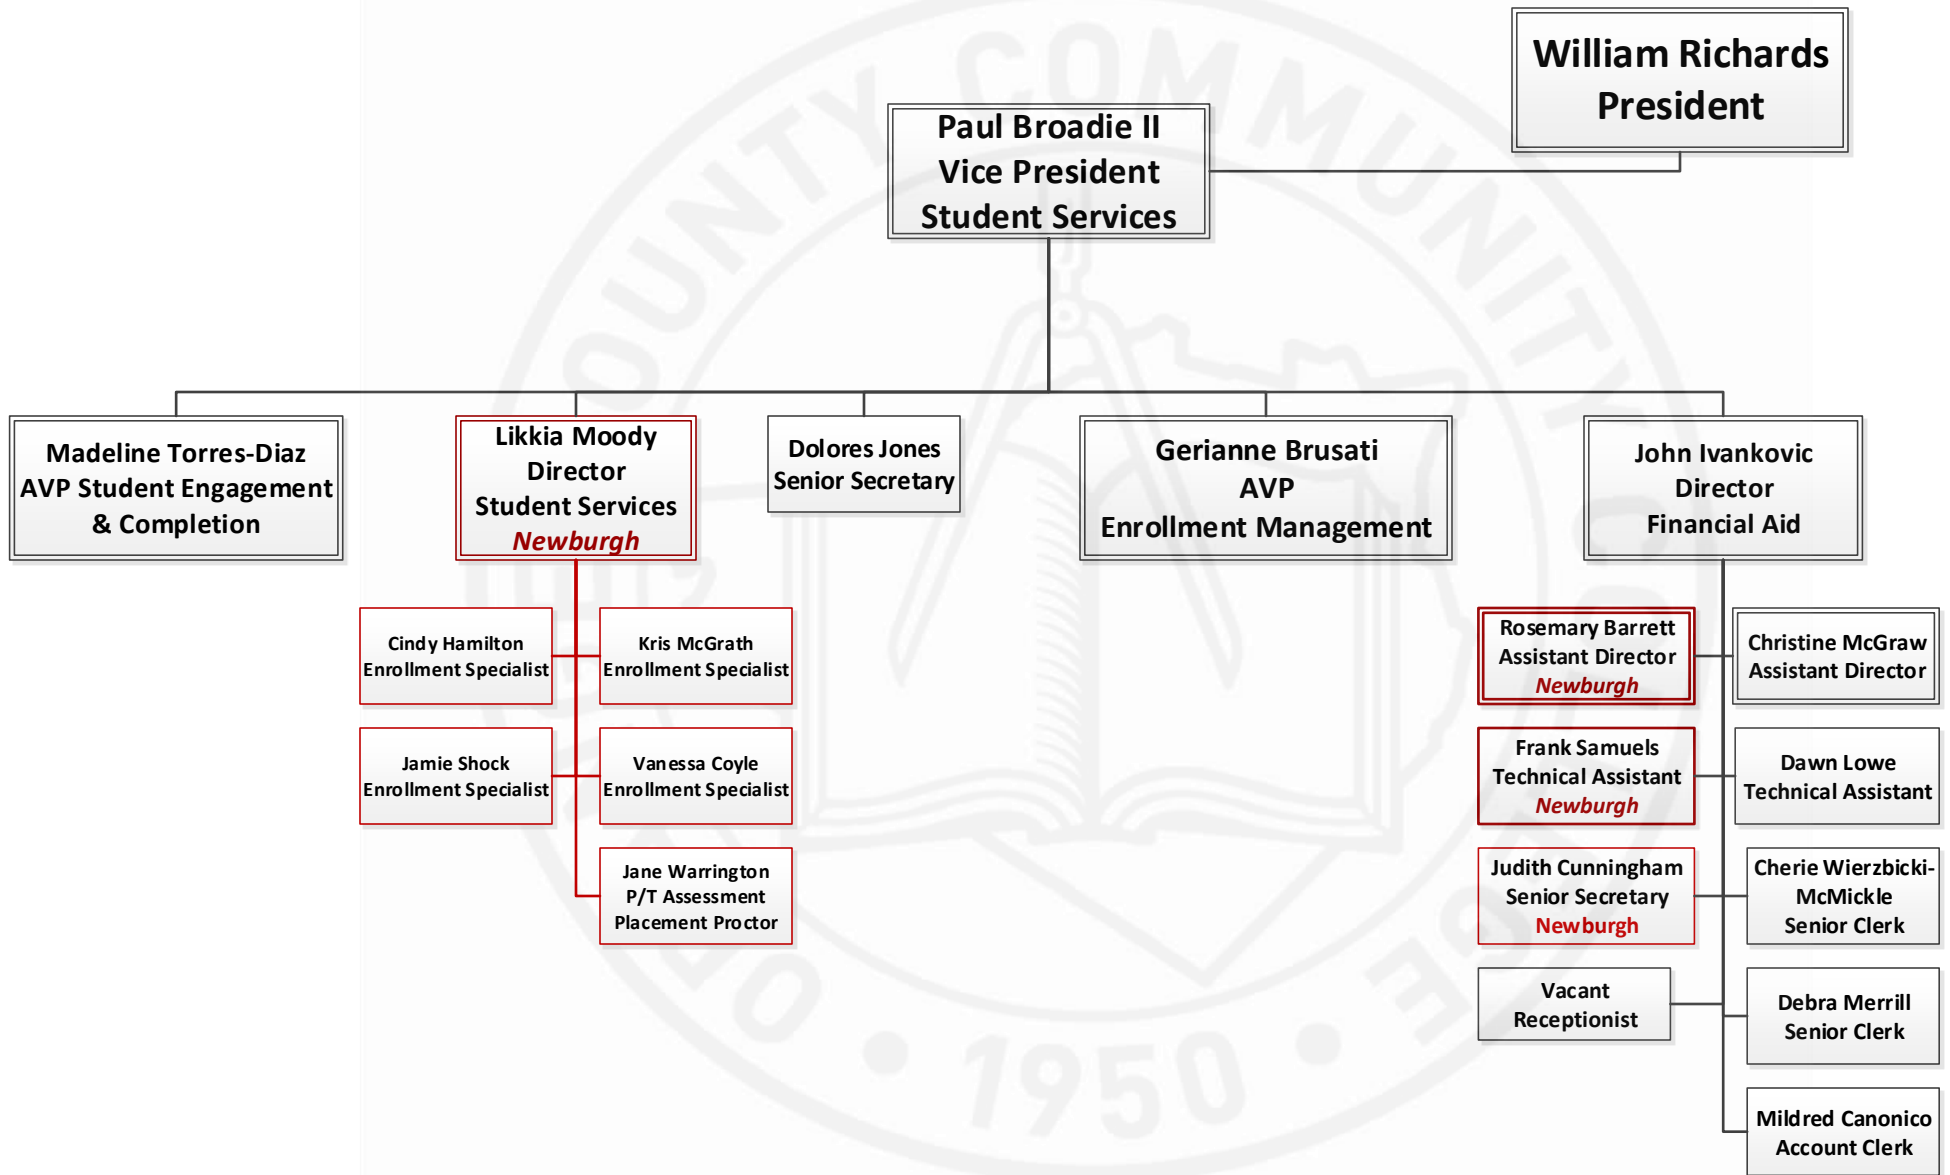 William Richards
President
Paul Broadie II
Vice President
Student Services
Madeline Torres-Diaz
AVP Student Engagement
& Completion
Likkia Moody
Director
Student Services
Newburgh
Dolores Jones
Senior Secretary
Gerianne Brusati
AVP
Enrollment Management
John Ivankovic
Director
Financial Aid
Cindy Hamilton
Enrollment Specialist
Kris McGrath
Enrollment Specialist
Jamie Shock
Enrollment Specialist
Vanessa Coyle
Enrollment Specialist
Jane Warrington
P/T Assessment
Placement Proctor
Rosemary Barrett
Assistant Director
Newburgh
Christine McGraw
Assistant Director
Frank Samuels
Technical Assistant
Newburgh
Dawn Lowe
Technical Assistant
Judith Cunningham
Senior Secretary
Newburgh
Cherie Wierzbicki-
McMickle
Senior Clerk
Vacant
Receptionist
Debra Merrill
Senior Clerk
Mildred Canonico
Account Clerk
COUNTY COMMUNITY COLLEGE
1950